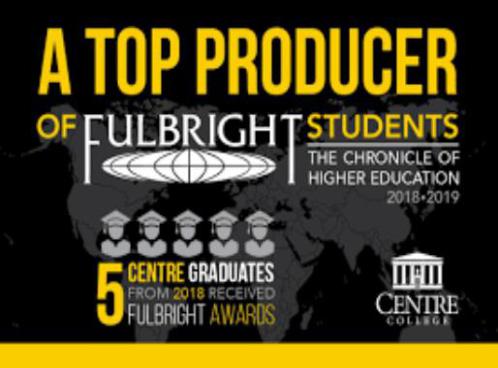 A TOP PRODUCER
OF FULBRIGHT STUDENTS
THE CHRONICLE OF
HIGHER EDUCATION
2018•2019
5 CENTRE GRADUATES
FROM 2018 RECEIVED
FULBRIGHT AWARDS
CENTRE
COLLEGE